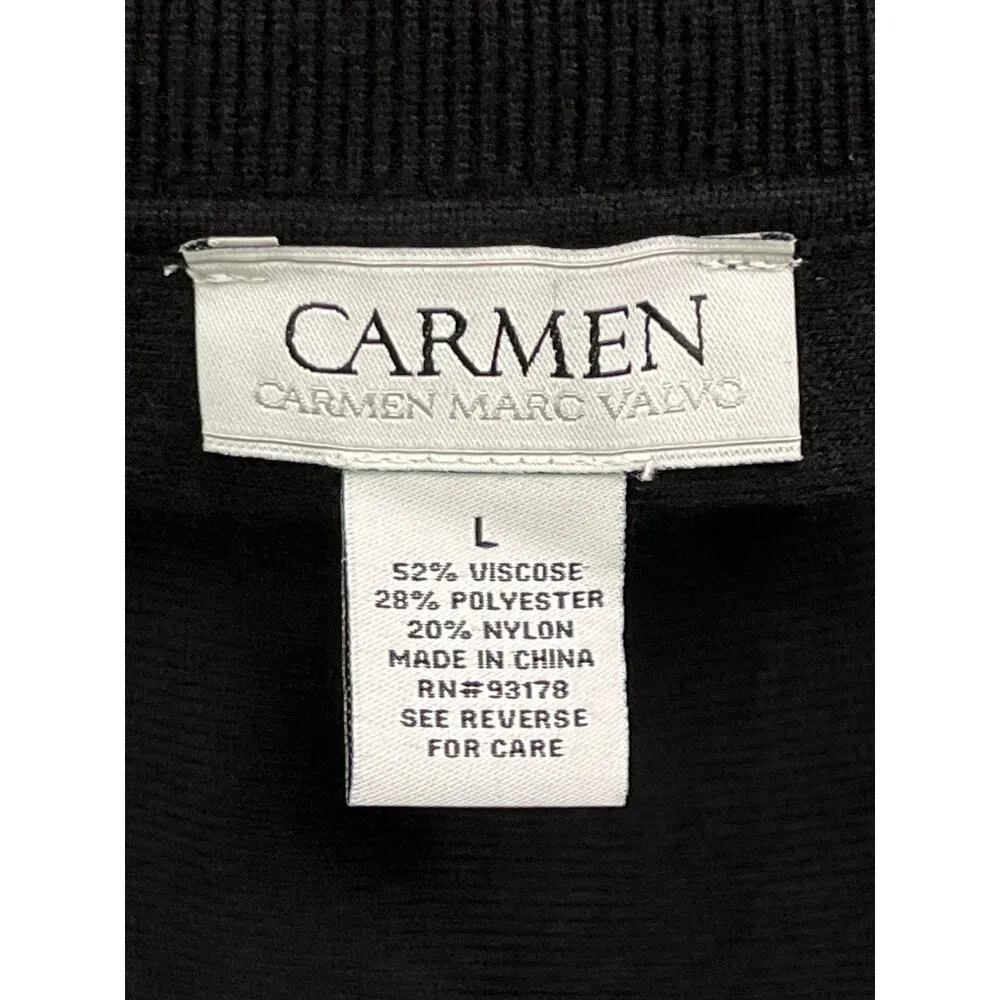 CARMEN
CARMEN MARC VALVO
L
52% VISCOSE
28% POLYESTER
20% NYLON
MADE IN CHINA
RN#93178
SEE REVERSE
FOR CARE